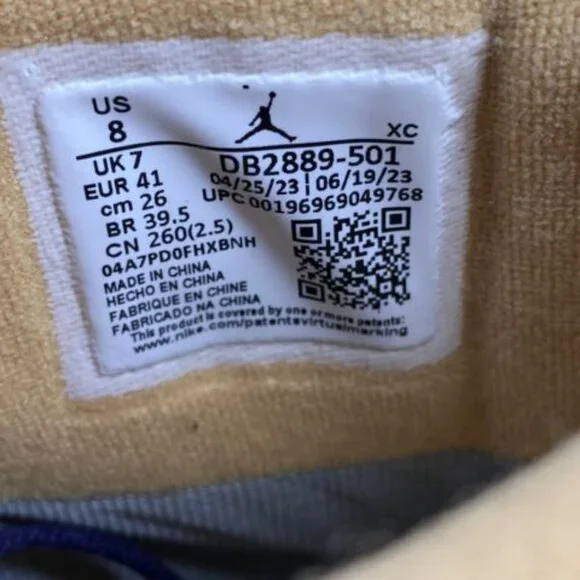 US
8
XC
UK 7
DB2889-501
EUR 41
04/25/23 | 06/19/23
cm 26
UPC 00196969049768
BR 39.5
CN 260(2.5)
04A7PD0FHXBNH
MADE IN CHINA
HECHO EN CHINA
FABRIQUE EN CHINE
FABRICADO NA CHINA
This product is covered by one or more patents:
www.nike.com/patentsvirtualmarking